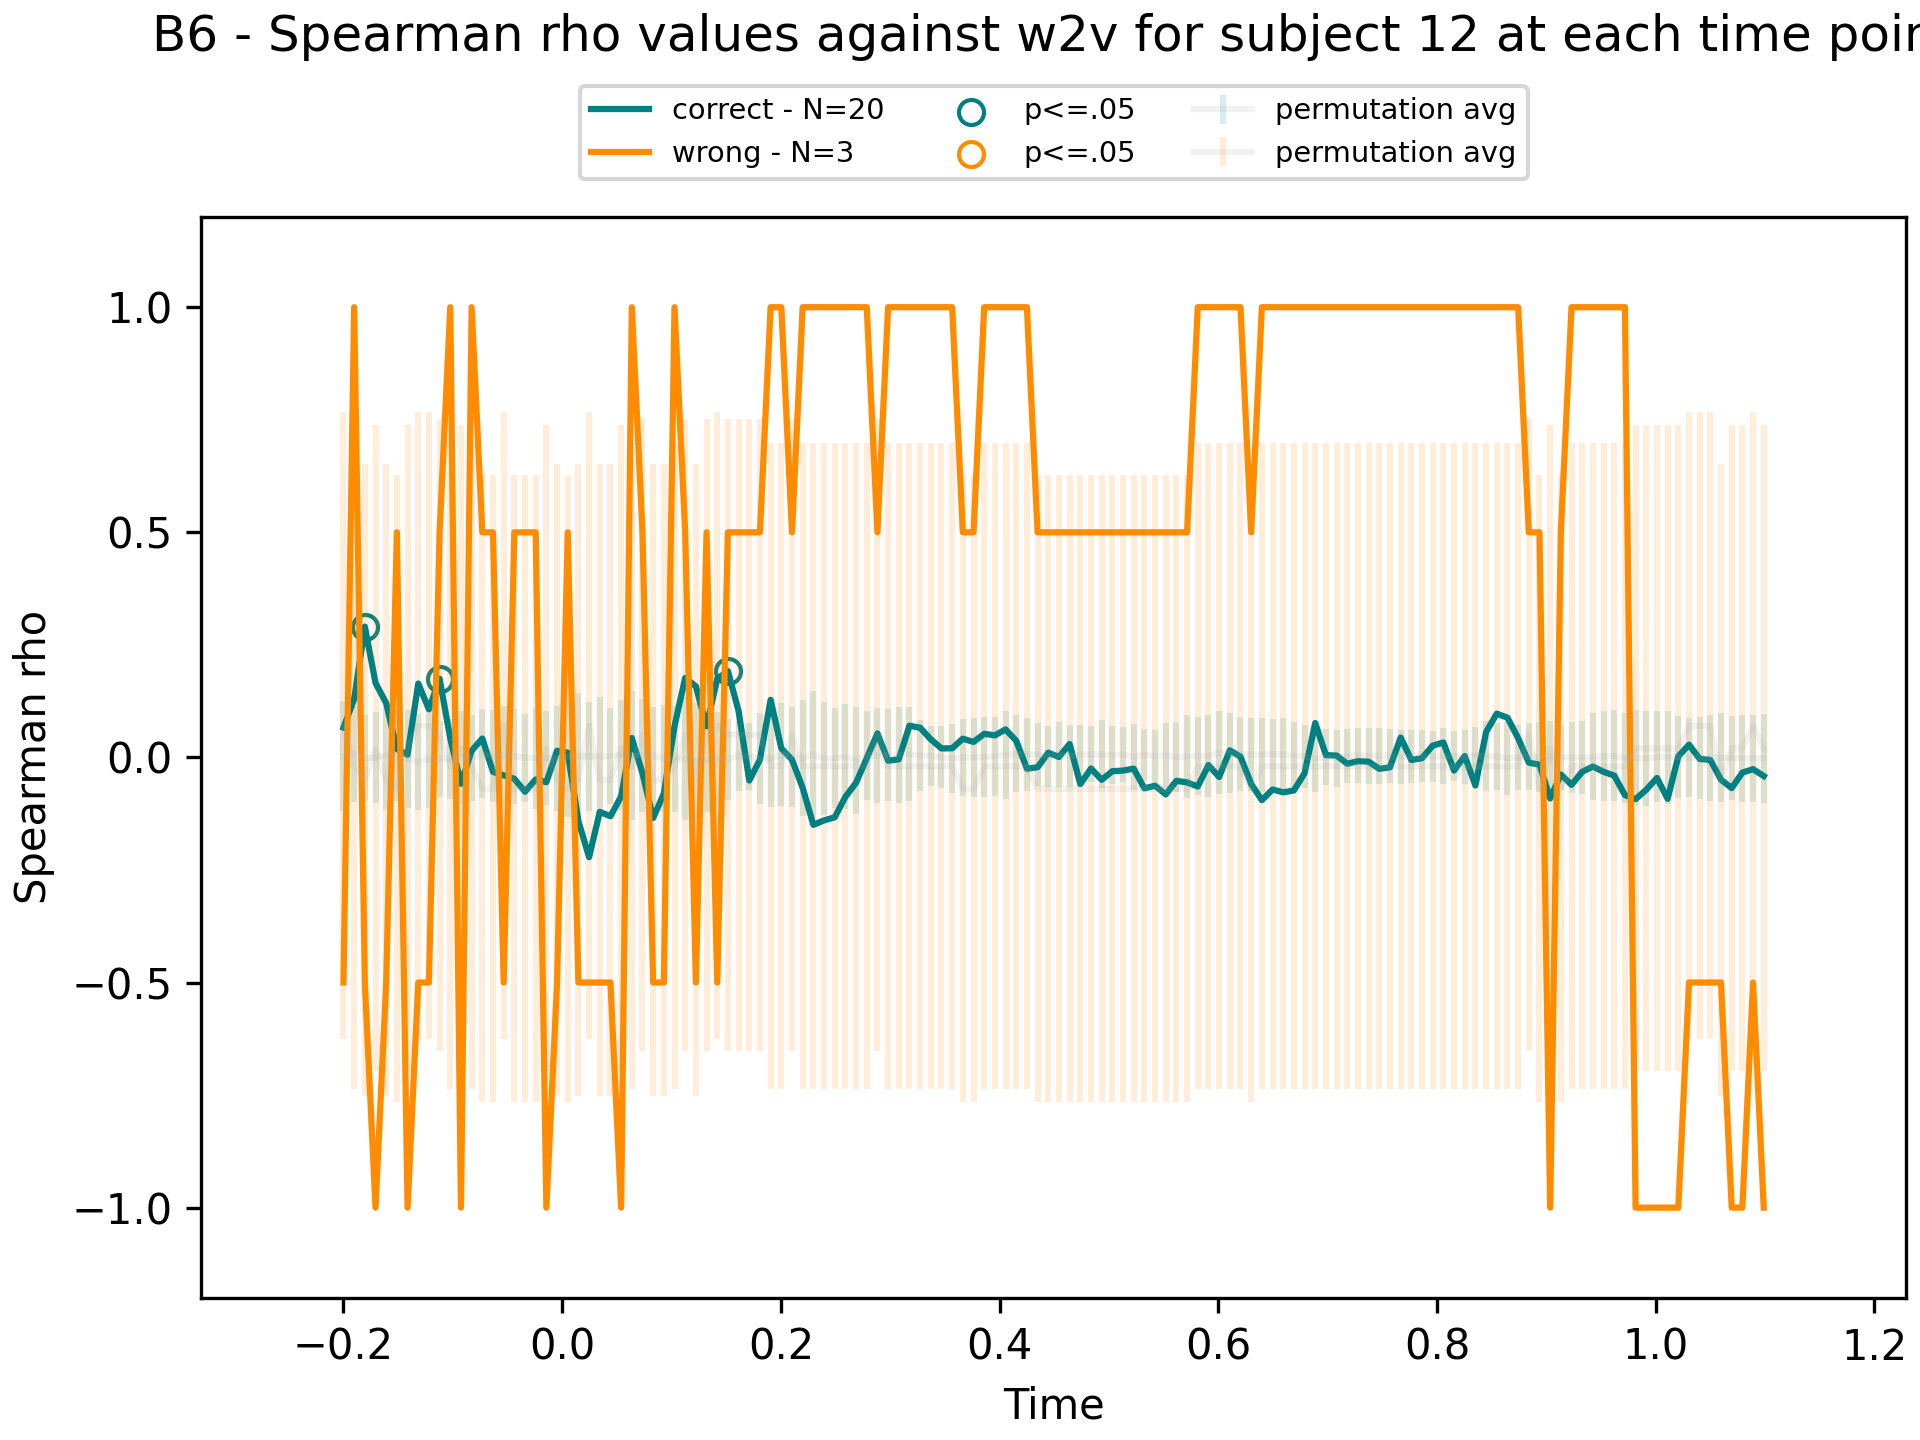 B6 - Spearman rho values against w2v for subject 12 at each time poin
correct - N=20 p<=.05 permutation avg
wrong - N=3 p<=.05 permutation avg
1.0
0.5
0.0
−0.5
−1.0
Spearman rho
−0.2 0.0 0.2 0.4 0.6 0.8 1.0 1.2
Time